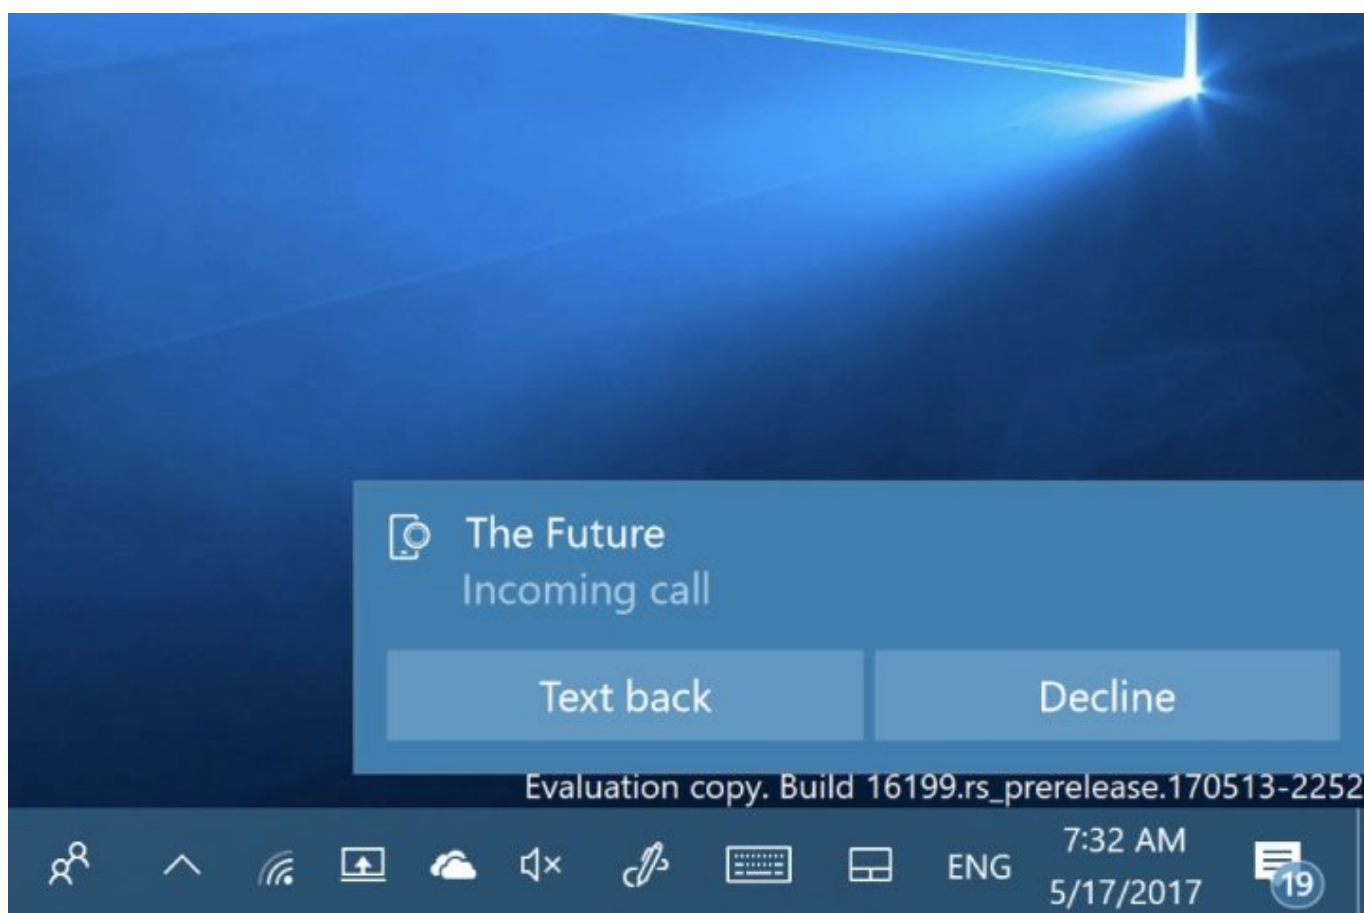 The Future
Incoming call
Text back
Decline
Evaluation copy. Build 16199.rs_prerelease.170513-2252
ENG
7:32 AM
5/17/2017
19